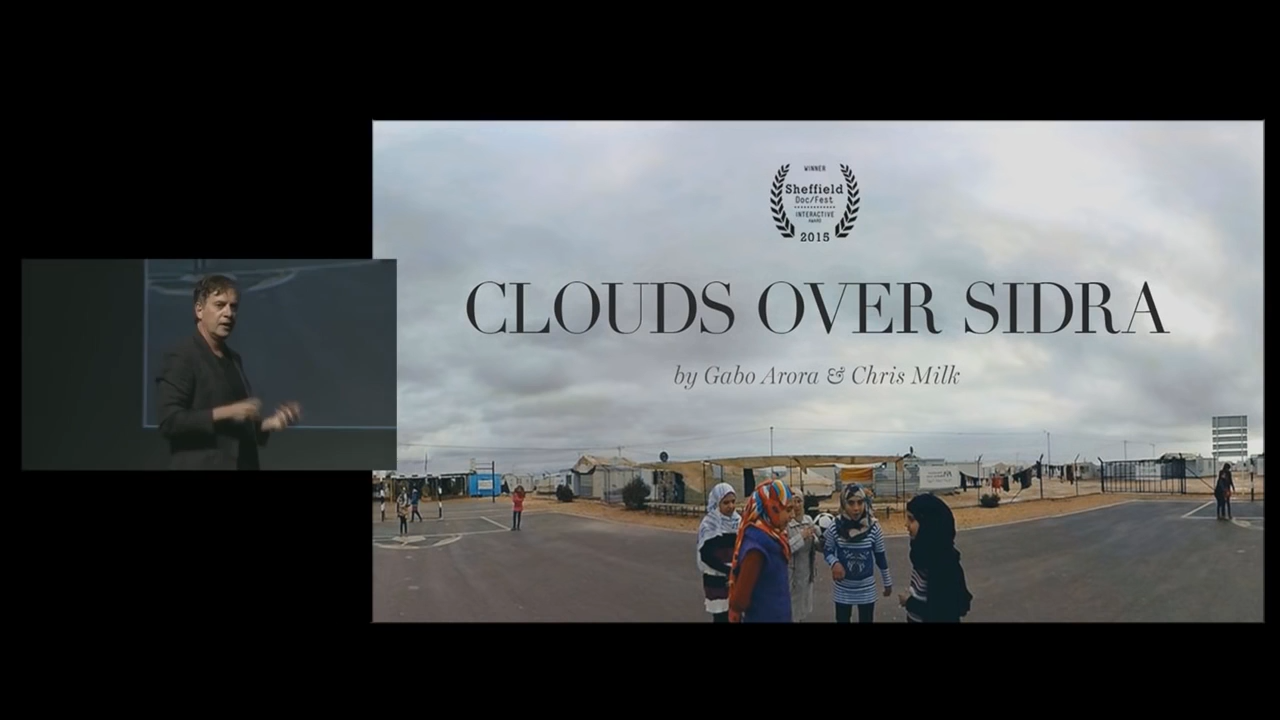 WINNER
Sheffield
Doc/Fest
INTERACTIVE
2015
CLOUDS OVER SIDRA
by Gabo Arora & Chris Milk